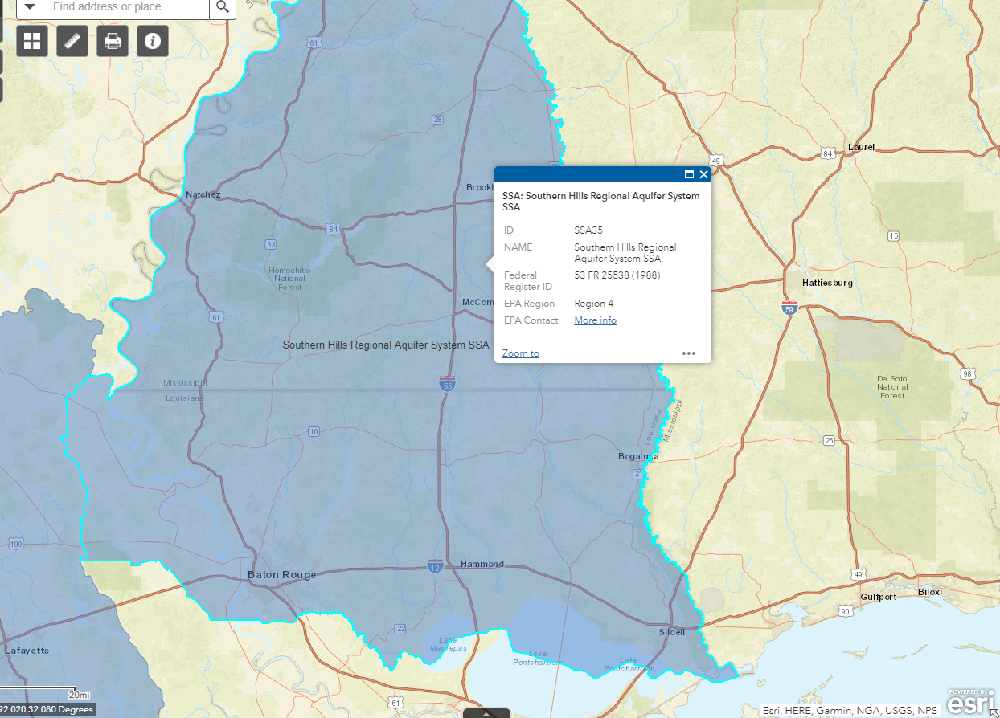 Find address or place
61
28
49
84
Laurel
Natchez
Brookh
SSA: Southern Hills Regional Aquifer System
SSA
ID SSA35
NAME Southern Hills Regional
Aquifer System SSA
Federal
Register ID 53 FR 25538 (1988)
EPA Region Region 4
EPA Contact More info
Zoom to
84
33
15
Homochitto
National
Forest
Hattiesburg
McCom
59
61
Southern Hills Regional Aquifer System SSA
98
De Soto
National
Forest
Mississippi
Louisiana
55
Louisiana
Mississippi
10
26
Bogalusa
21
190
Hammond
12
Baton Rouge
49
Gulfport
Biloxi
90
22
Slidell
Lake
Maurepas
Lake
Pontchartrain
Lake
Pontchartrain
Lafayette
20mi
61
92.020 32.080 Degrees
POWERED BY
esri
Esri, HERE, Garmin, NGA, USGS, NPS